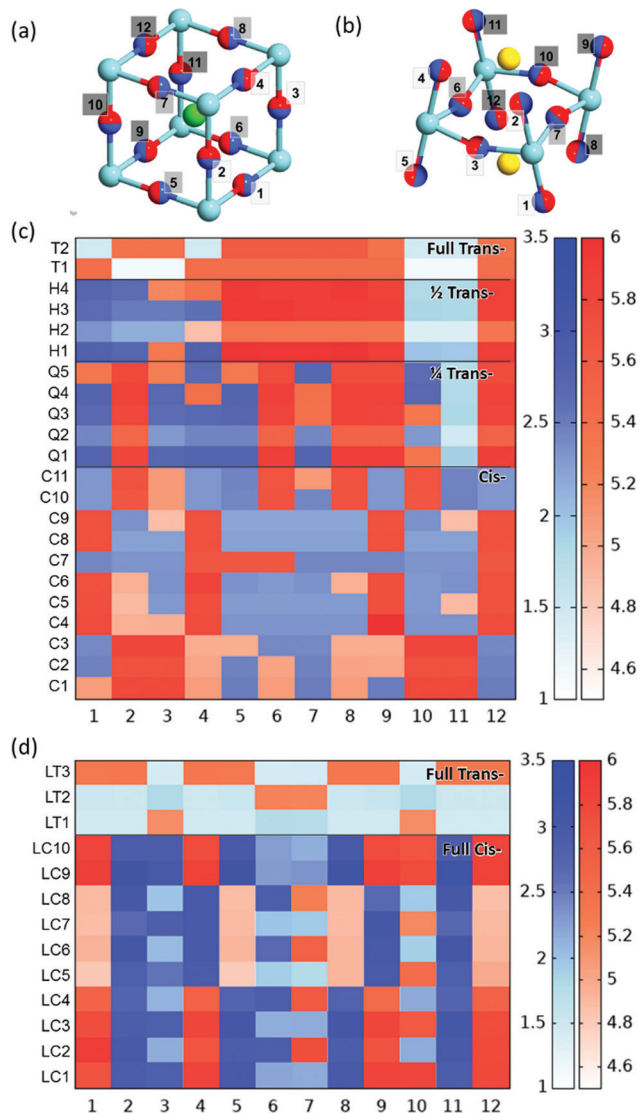 (a)
12
8
11
4
3
7
10
9
6
2
5
1
(b)
11
9
4
10
6
12
2
7
8
5
3
1
(c)
T2
T1
H4
H3
H2
H1
Q5
Q4
Q3
Q2
Q1
C11
C10
C9
C8
C7
C6
C5
C4
C3
C2
C1
Full Trans-
½ Trans-
¼ Trans-
Cis-
1 2 3 4 5 6 7 8 9 10 11 12
3.5
3
2.5
2
1.5
1
6
5.8
5.6
5.4
5.2
5
4.8
4.6
(d)
LT3
LT2
LT1
LC10
LC9
LC8
LC7
LC6
LC5
LC4
LC3
LC2
LC1
Full Trans-
Full Cis-
1 2 3 4 5 6 7 8 9 10 11 12
3.5
3
2.5
2
1.5
1
6
5.8
5.6
5.4
5.2
5
4.8
4.6